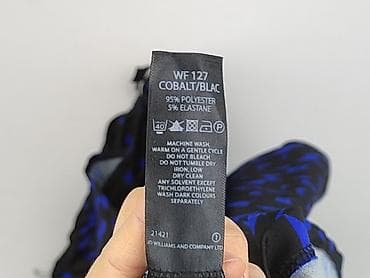 WF 127
COBALT/BLAC
95% POLYESTER
5% ELASTANE
40 P
MACHINE WASH
WARM ON A GENTLE CYCLE
DO NOT BLEACH
DO NOT TUMBLE DRY
IRON, LOW
DRY CLEAN
ANY SOLVENT EXCEPT
TRICHLOROETHYLENE
WASH DARK COLOURS
SEPARATELY
21421 1
JD WILLIAMS AND COMPANY LTD